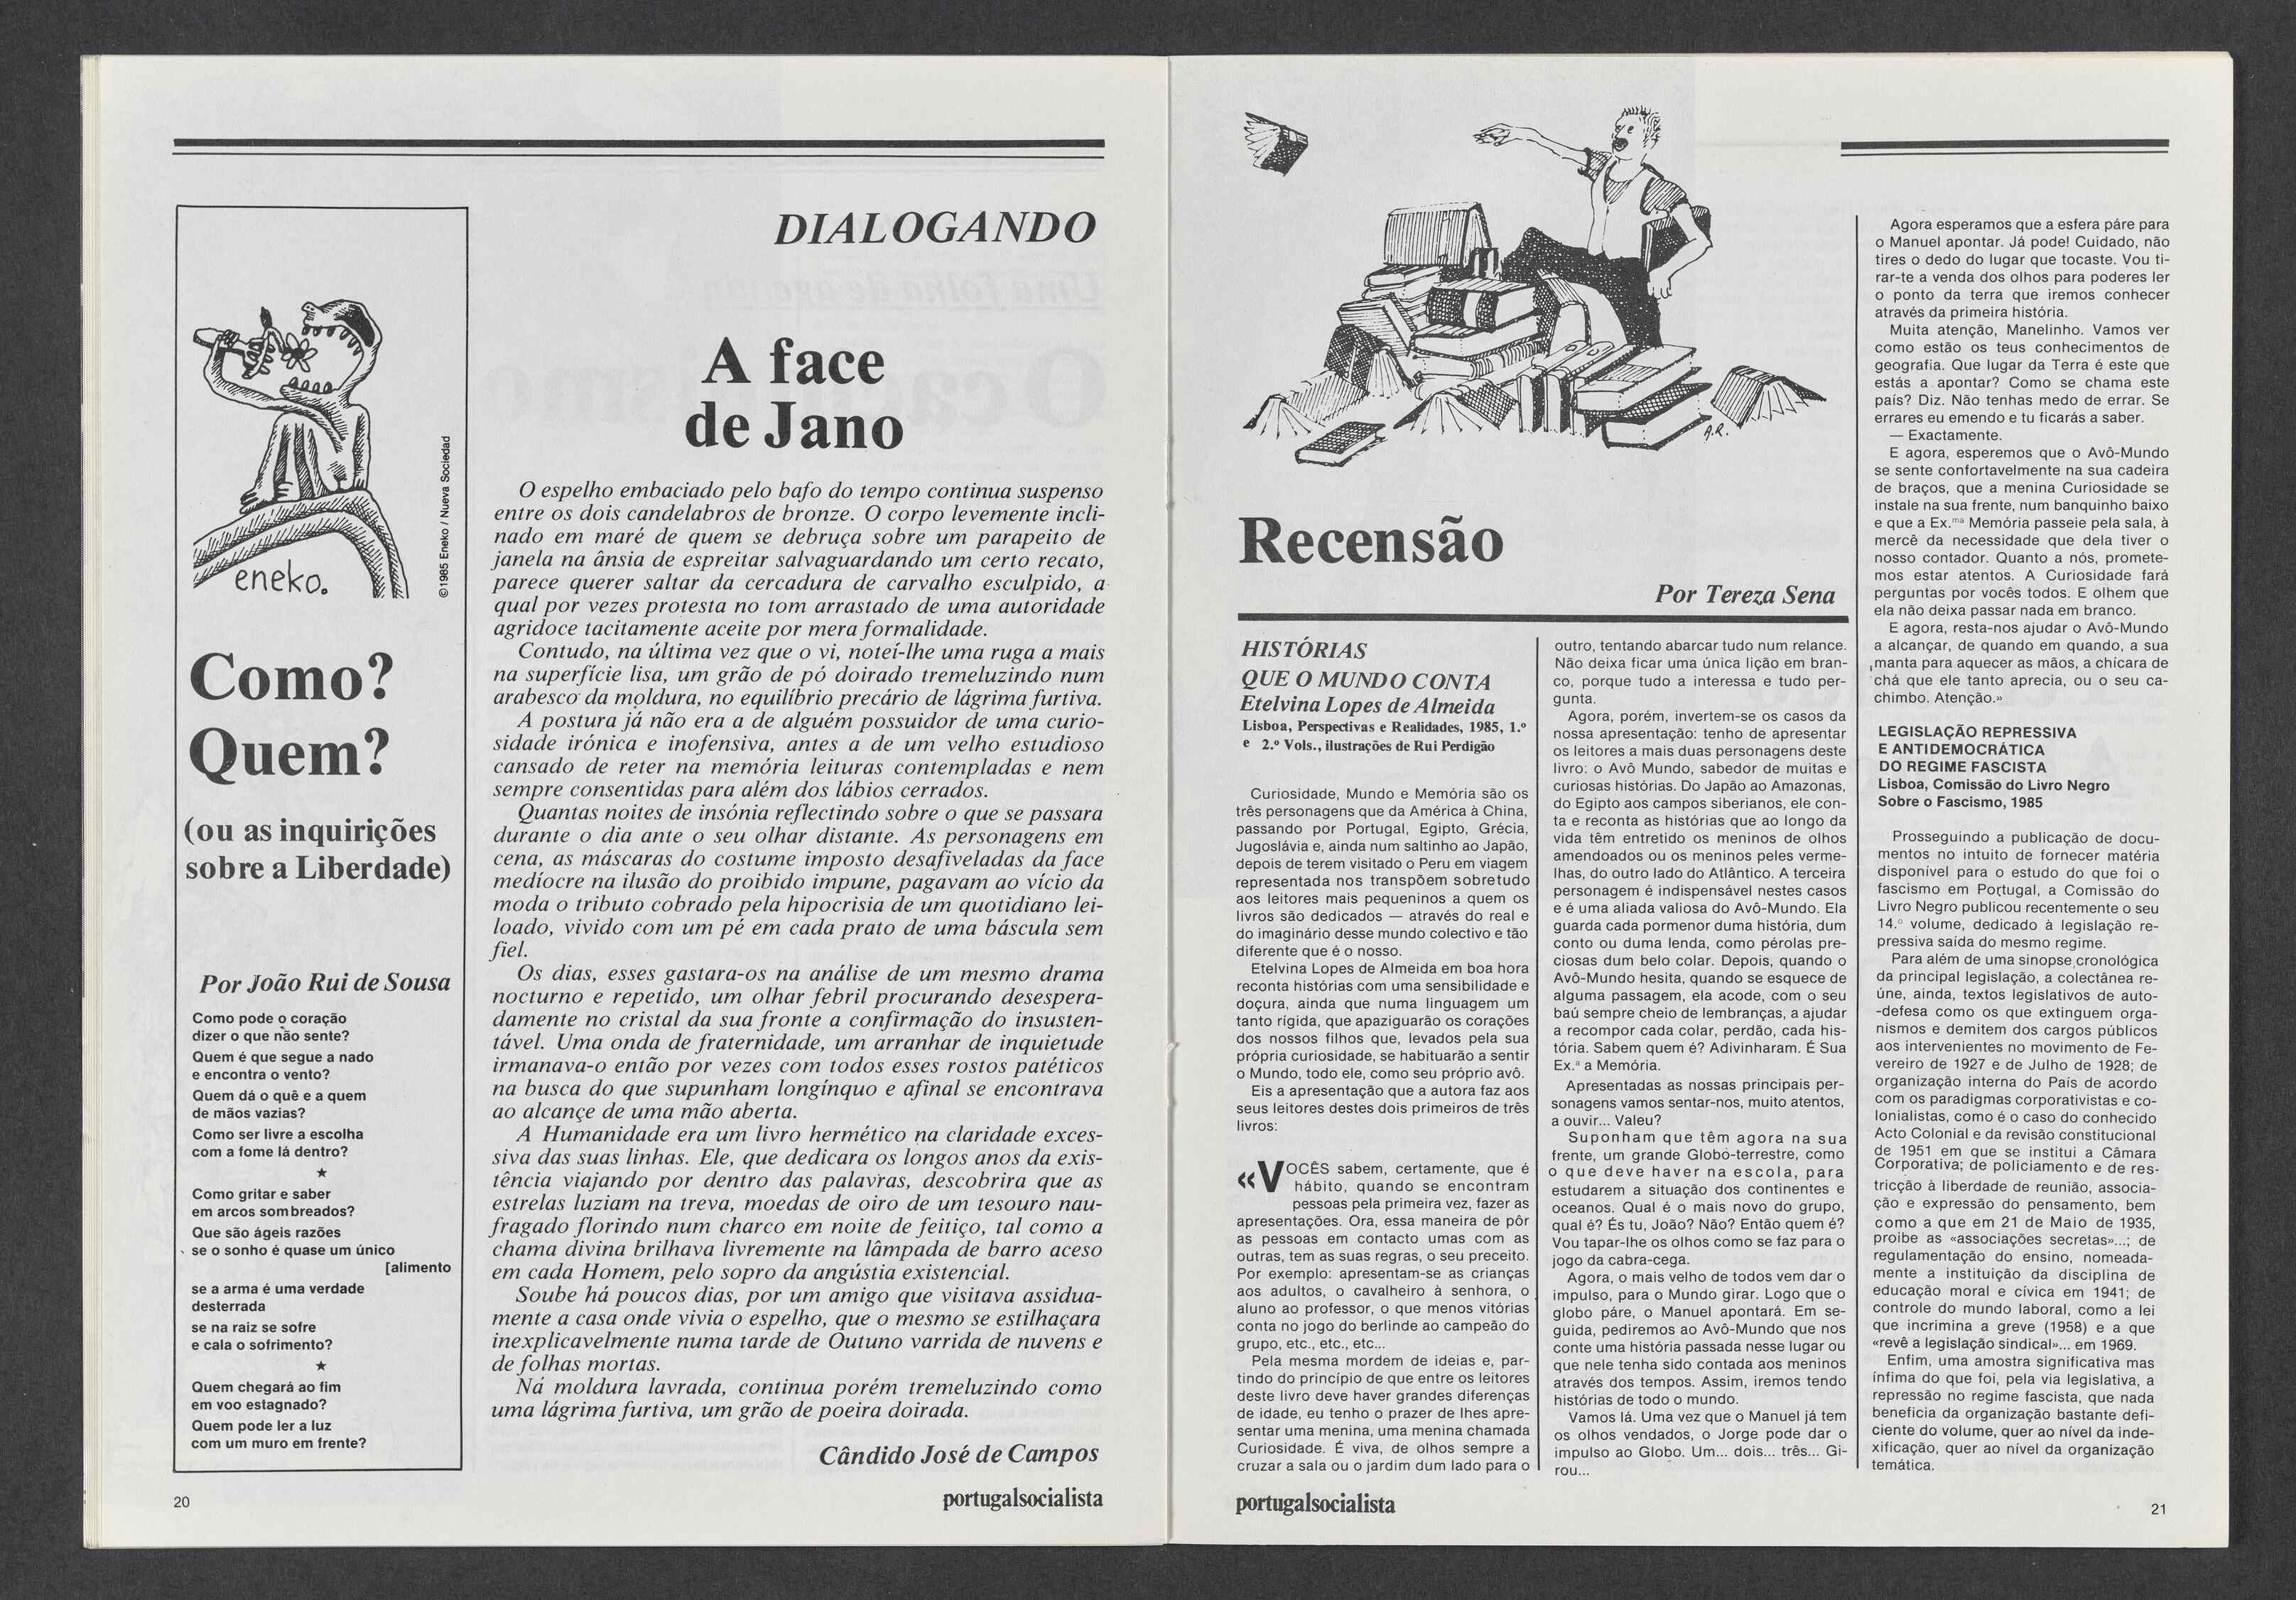 eneko.
©1985 Eneko / Nueva Sociedad
Como?
Quem?
(ou as inquirições
sobre a Liberdade)
Por João Rui de Sousa
Como pode o coração
dizer o que não sente?
Quem é que segue a nado
e encontra o vento?
Quem dá o quê e a quem
de mãos vazias?
Como ser livre a escolha
com a fome lá dentro?
★
Como gritar e saber
em arcos sombreados?
Que são ágeis razões
se o sonho é quase um único
[alimento
se a arma é uma verdade
desterrada
se na raiz se sofre
e cala o sofrimento?
★
Quem chegará ao fim
em voo estagnado?
Quem pode ler a luz
com um muro em frente?
DIALOGANDO
A face
de Jano
O espelho embaciado pelo bafo do tempo continua suspenso
entre os dois candelabros de bronze. O corpo levemente incli-
nado em maré de quem se debruça sobre um parapeito de
janela na ânsia de espreitar salvaguardando um certo recato,
parece querer saltar da cercadura de carvalho esculpido, a
qual por vezes protesta no tom arrastado de uma autoridade
agridoce tacitamente aceite por mera formalidade.
Contudo, na última vez que o vi, noteí-lhe uma ruga a mais
na superfície lisa, um grão de pó doirado tremeluzindo num
arabesco da moldura, no equilíbrio precário de lágrima furtiva.
A postura já não era a de alguém possuidor de uma curio-
sidade irónica e inofensiva, antes a de um velho estudioso
cansado de reter na memória leituras contempladas e nem
sempre consentidas para além dos lábios cerrados.
Quantas noites de insónia reflectindo sobre o que se passara
durante o dia ante o seu olhar distante. As personagens em
cena, as máscaras do costume imposto desafiveladas da face
medíocre na ilusão do proibido impune, pagavam ao vício da
moda o tributo cobrado pela hipocrisia de um quotidiano lei-
loado, vivido com um pé em cada prato de uma báscula sem
fiel.
Os dias, esses gastara-os na análise de um mesmo drama
nocturno e repetido, um olhar febril procurando desespera-
damente no cristal da sua fronte a confirmação do insusten-
tável. Uma onda de fraternidade, um arranhar de inquietude
irmanava-o então por vezes com todos esses rostos patéticos
na busca do que supunham longínquo e afinal se encontrava
ao alcançe de uma mão aberta.
A Humanidade era um livro hermético na claridade exces-
siva das suas linhas. Ele, que dedicara os longos anos da exis-
tência viajando por dentro das palavras, descobrira que as
estrelas luziam na treva, moedas de oiro de um tesouro nau-
fragado florindo num charco em noite de feitiço, tal como a
chama divina brilhava livremente na lâmpada de barro aceso
em cada Homem, pelo sopro da angústia existencial.
Soube há poucos dias, por um amigo que visitava assidua-
mente a casa onde vivia o espelho, que o mesmo se estilhaçara
inexplicavelmente numa tarde de Outuno varrida de nuvens e
de folhas mortas.
Ná moldura lavrada, continua porém tremeluzindo como
uma lágrima furtiva, um grão de poeira doirada.
Cândido José de Campos
20
portugalsocialista
A.R.
Recensão
Por Tereza Sena
HISTÓRIAS
QUE O MUNDO CONTA
Etelvina Lopes de Almeida
Lisboa, Perspectivas e Realidades, 1985, 1.º
e 2.º Vols., ilustrações de Rui Perdigão
Curiosidade, Mundo e Memória são os
três personagens que da América à China,
passando por Portugal, Egipto, Grécia,
Jugoslávia e, ainda num saltinho ao Japão,
depois de terem visitado o Peru em viagem
representada nos transpõem sobretudo
aos leitores mais pequeninos a quem os
livros são dedicados — através do real e
do imaginário desse mundo colectivo e tão
diferente que é o nosso.
Etelvina Lopes de Almeida em boa hora
reconta histórias com uma sensibilidade e
doçura, ainda que numa linguagem um
tanto rígida, que apaziguarão os corações
dos nossos filhos que, levados pela sua
própria curiosidade, se habituarão a sentir
o Mundo, todo ele, como seu próprio avô.
Eis a apresentação que a autora faz aos
seus leitores destes dois primeiros de três
livros:
«VOCÊS sabem, certamente, que é
hábito, quando se encontram
pessoas pela primeira vez, fazer as
apresentações. Ora, essa maneira de pôr
as pessoas em contacto umas com as
outras, tem as suas regras, o seu preceito.
Por exemplo: apresentam-se as crianças
aos adultos, o cavalheiro à senhora, o
aluno ao professor, o que menos vitórias
conta no jogo do berlinde ao campeão do
grupo, etc., etc., etc...
Pela mesma mordem de ideias e, par-
tindo do princípio de que entre os leitores
deste livro deve haver grandes diferenças
de idade, eu tenho o prazer de lhes apre-
sentar uma menina, uma menina chamada
Curiosidade. É viva, de olhos sempre a
cruzar a sala ou o jardim dum lado para o
outro, tentando abarcar tudo num relance.
Não deixa ficar uma única lição em bran-
co, porque tudo a interessa e tudo per-
gunta.
Agora, porém, invertem-se os casos da
nossa apresentação: tenho de apresentar
os leitores a mais duas personagens deste
livro: o Avô Mundo, sabedor de muitas e
curiosas histórias. Do Japão ao Amazonas,
do Egipto aos campos siberianos, ele con-
ta e reconta as histórias que ao longo da
vida têm entretido os meninos de olhos
amendoados ou os meninos peles verme-
lhas, do outro lado do Atlântico. A terceira
personagem é indispensável nestes casos
e é uma aliada valiosa do Avô-Mundo. Ela
guarda cada pormenor duma história, dum
conto ou duma lenda, como pérolas pre-
ciosas dum belo colar. Depois, quando o
Avô-Mundo hesita, quando se esquece de
alguma passagem, ela acode, com o seu
baú sempre cheio de lembranças, a ajudar
a recompor cada colar, perdão, cada his-
tória. Sabem quem é? Adivinharam. É Sua
Ex.ª a Memória.
Apresentadas as nossas principais per-
sonagens vamos sentar-nos, muito atentos,
a ouvir... Valeu?
Suponham que têm agora na sua
frente, um grande Globo-terrestre, como
o que deve haver na escola, para
estudarem a situação dos continentes e
oceanos. Qual é o mais novo do grupo,
qual é? És tu, João? Não? Então quem é?
Vou tapar-lhe os olhos como se faz para o
jogo da cabra-cega.
Agora, o mais velho de todos vem dar o
impulso, para o Mundo girar. Logo que o
globo páre, o Manuel apontará. Em se-
guida, pediremos ao Avô-Mundo que nos
conte uma história passada nesse lugar ou
que nele tenha sido contada aos meninos
através dos tempos. Assim, iremos tendo
histórias de todo o mundo.
Vamos lá. Uma vez que o Manuel já tem
os olhos vendados, o Jorge pode dar o
impulso ao Globo. Um... dois... três... Gi-
rou...
Agora esperamos que a esfera páre para
o Manuel apontar. Já pode! Cuidado, não
tires o dedo do lugar que tocaste. Vou ti-
rar-te a venda dos olhos para poderes ler
o ponto da terra que iremos conhecer
através da primeira história.
Muita atenção, Manelinho. Vamos ver
como estão os teus conhecimentos de
geografia. Que lugar da Terra é este que
estás a apontar? Como se chama este
país? Diz. Não tenhas medo de errar. Se
errares eu emendo e tu ficarás a saber.
— Exactamente.
E agora, esperemos que o Avô-Mundo
se sente confortavelmente na sua cadeira
de braços, que a menina Curiosidade se
instale na sua frente, num banquinho baixo
e que a Ex.ma Memória passeie pela sala, à
mercê da necessidade que dela tiver o
nosso contador. Quanto a nós, promete-
mos estar atentos. A Curiosidade fará
perguntas por vocês todos. E olhem que
ela não deixa passar nada em branco.
E agora, resta-nos ajudar o Avô-Mundo
a alcançar, de quando em quando, a sua
manta para aquecer as mãos, a chícara de
chá que ele tanto aprecia, ou o seu ca-
chimbo. Atenção.»
LEGISLAÇÃO REPRESSIVA
E ANTIDEMOCRÁTICA
DO REGIME FASCISTA
Lisboa, Comissão do Livro Negro
Sobre o Fascismo, 1985
Prosseguindo a publicação de docu-
mentos no intuito de fornecer matéria
disponível para o estudo do que foi o
fascismo em Portugal, a Comissão do
Livro Negro publicou recentemente o seu
14.º volume, dedicado à legislação re-
pressiva saída do mesmo regime.
Para além de uma sinopse cronológica
da principal legislação, a colectânea re-
úne, ainda, textos legislativos de auto-
-defesa como os que extinguem orga-
nismos e demitem dos cargos públicos
aos intervenientes no movimento de Fe-
vereiro de 1927 e de Julho de 1928; de
organização interna do País de acordo
com os paradigmas corporativistas e co-
lonialistas, como é o caso do conhecido
Acto Colonial e da revisão constitucional
de 1951 em que se institui a Câmara
Corporativa; de policiamento e de res-
tricção à liberdade de reunião, associa-
ção e expressão do pensamento, bem
como a que em 21 de Maio de 1935,
proibe as «associações secretas»...; de
regulamentação do ensino, nomeada-
mente a instituição da disciplina de
educação moral e cívica em 1941; de
controle do mundo laboral, como a lei
que incrimina a greve (1958) e a que
«revê a legislação sindical»... em 1969.
Enfim, uma amostra significativa mas
ínfima do que foi, pela via legislativa, a
repressão no regime fascista, que nada
beneficia da organização bastante defi-
ciente do volume, quer ao nível da inde-
xificação, quer ao nível da organização
temática.
portugalsocialista
21